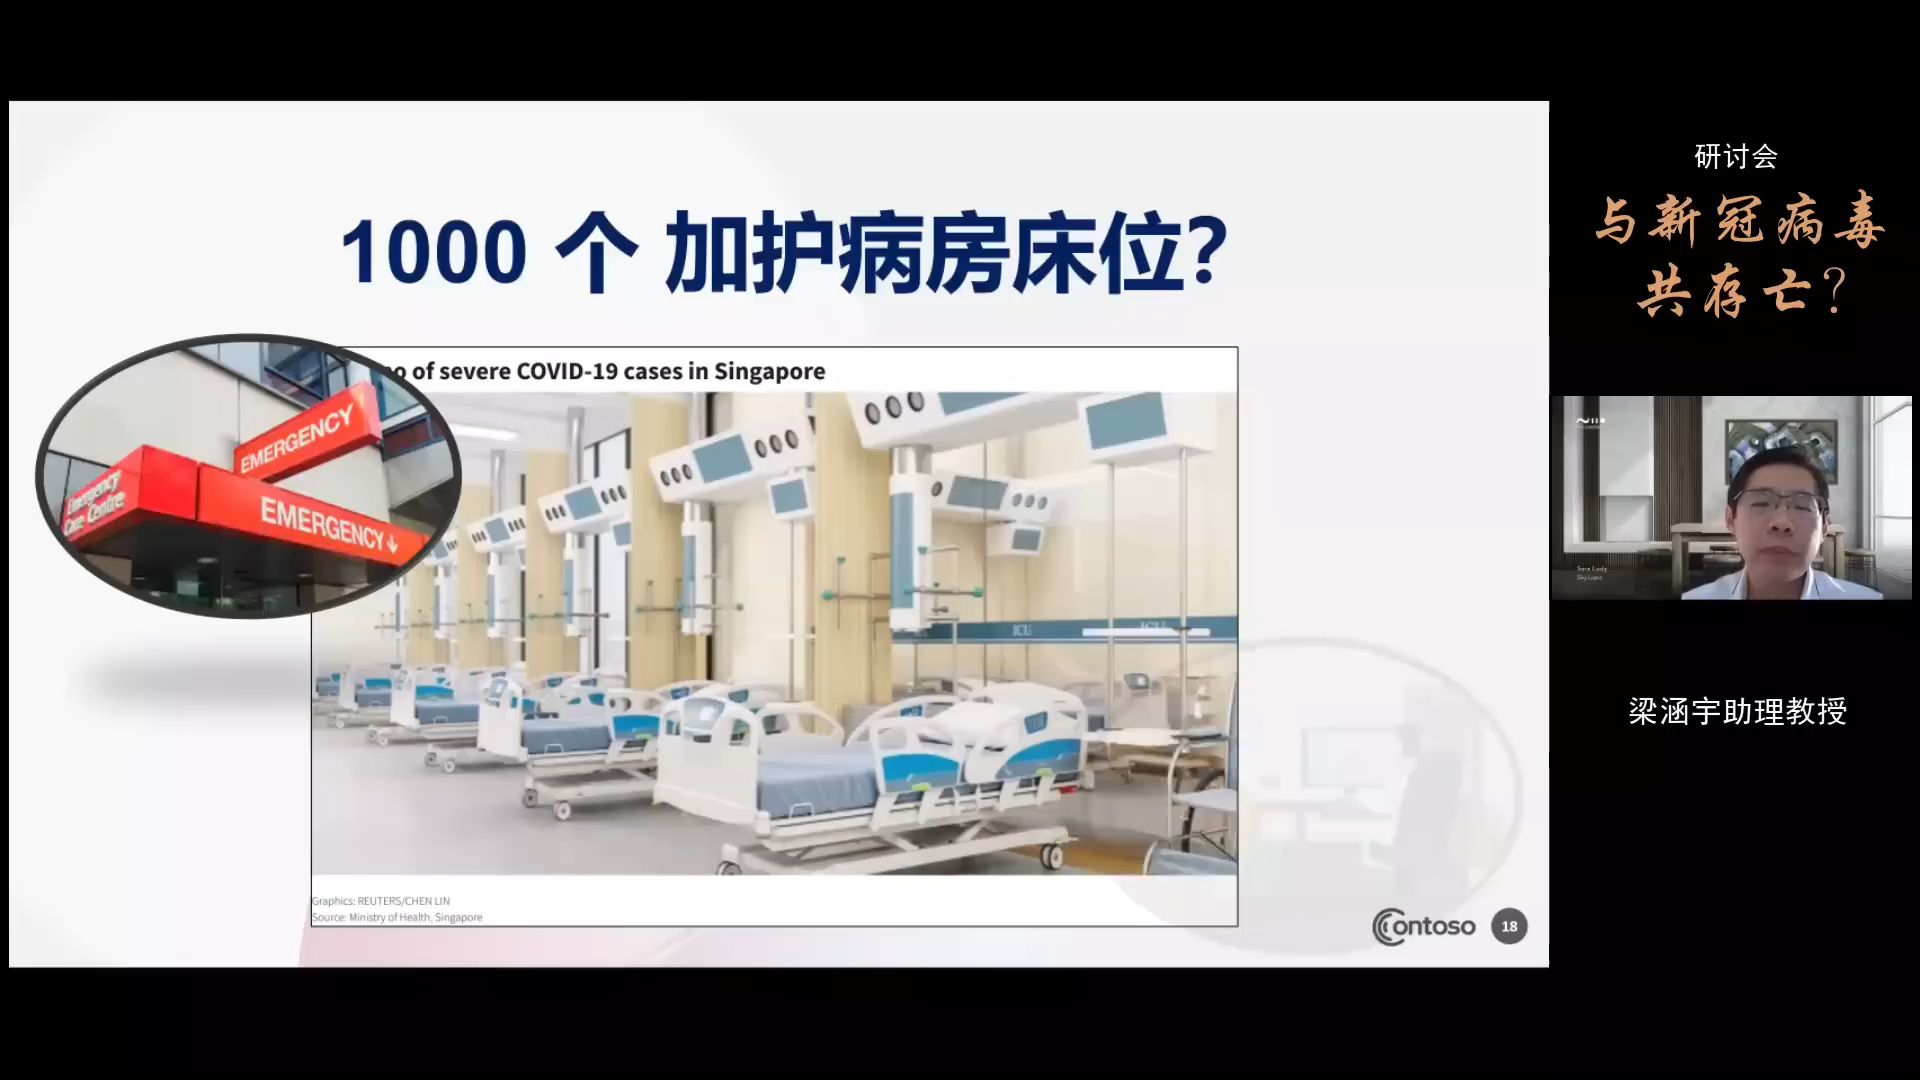 1000 个 加护病房床位?
o of severe COVID-19 cases in Singapore
EMERGENCY
Emergency
Care Centre
EMERGENCY↓
ICU
ICU
Graphics: REUTERS/CHEN LIN
Source: Ministry of Health, Singapore
Contoso
18
研讨会
与新冠病毒
共存亡?
梁涵宇助理教授